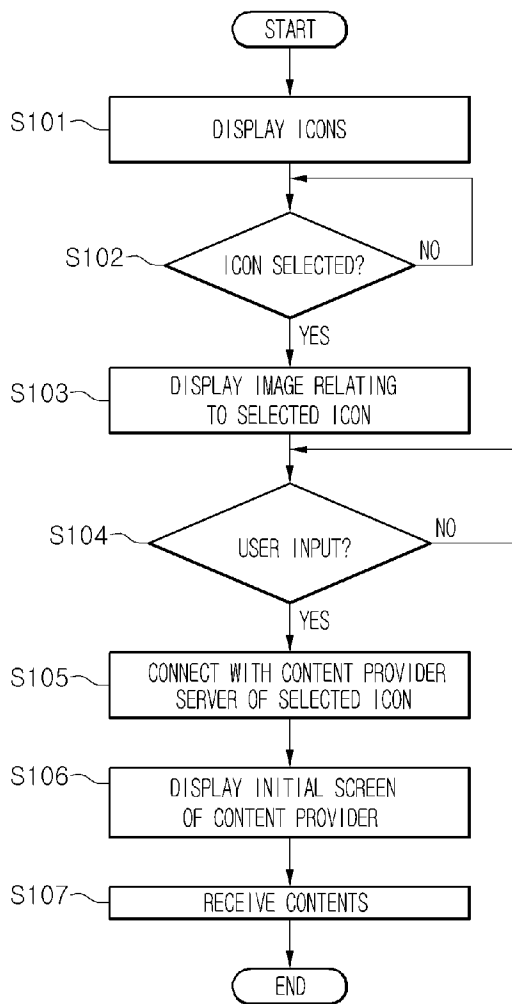 START
S101
DISPLAY ICONS
S102
ICON SELECTED?
NO
YES
S103
DISPLAY IMAGE RELATING
TO SELECTED ICON
S104
USER INPUT?
NO
YES
S105
CONNECT WITH CONTENT PROVIDER
SERVER OF SELECTED ICON
S106
DISPLAY INITIAL SCREEN
OF CONTENT PROVIDER
S107
RECEIVE CONTENTS
END